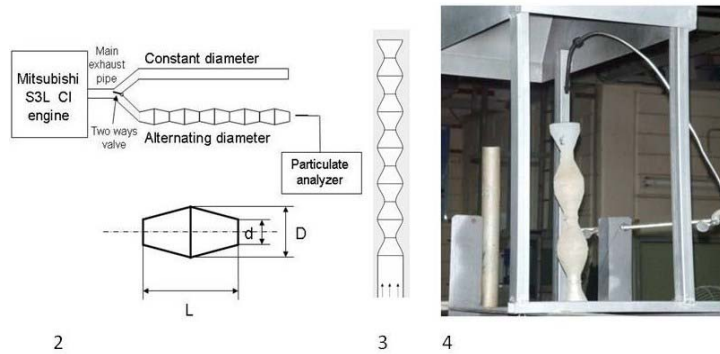 Mitsubishi
S3L CI
engine
Main
exhaust
pipe
Constant diameter
Two ways
valve
Alternating diameter
Particulate
analyzer
d
D
L
2
3
4